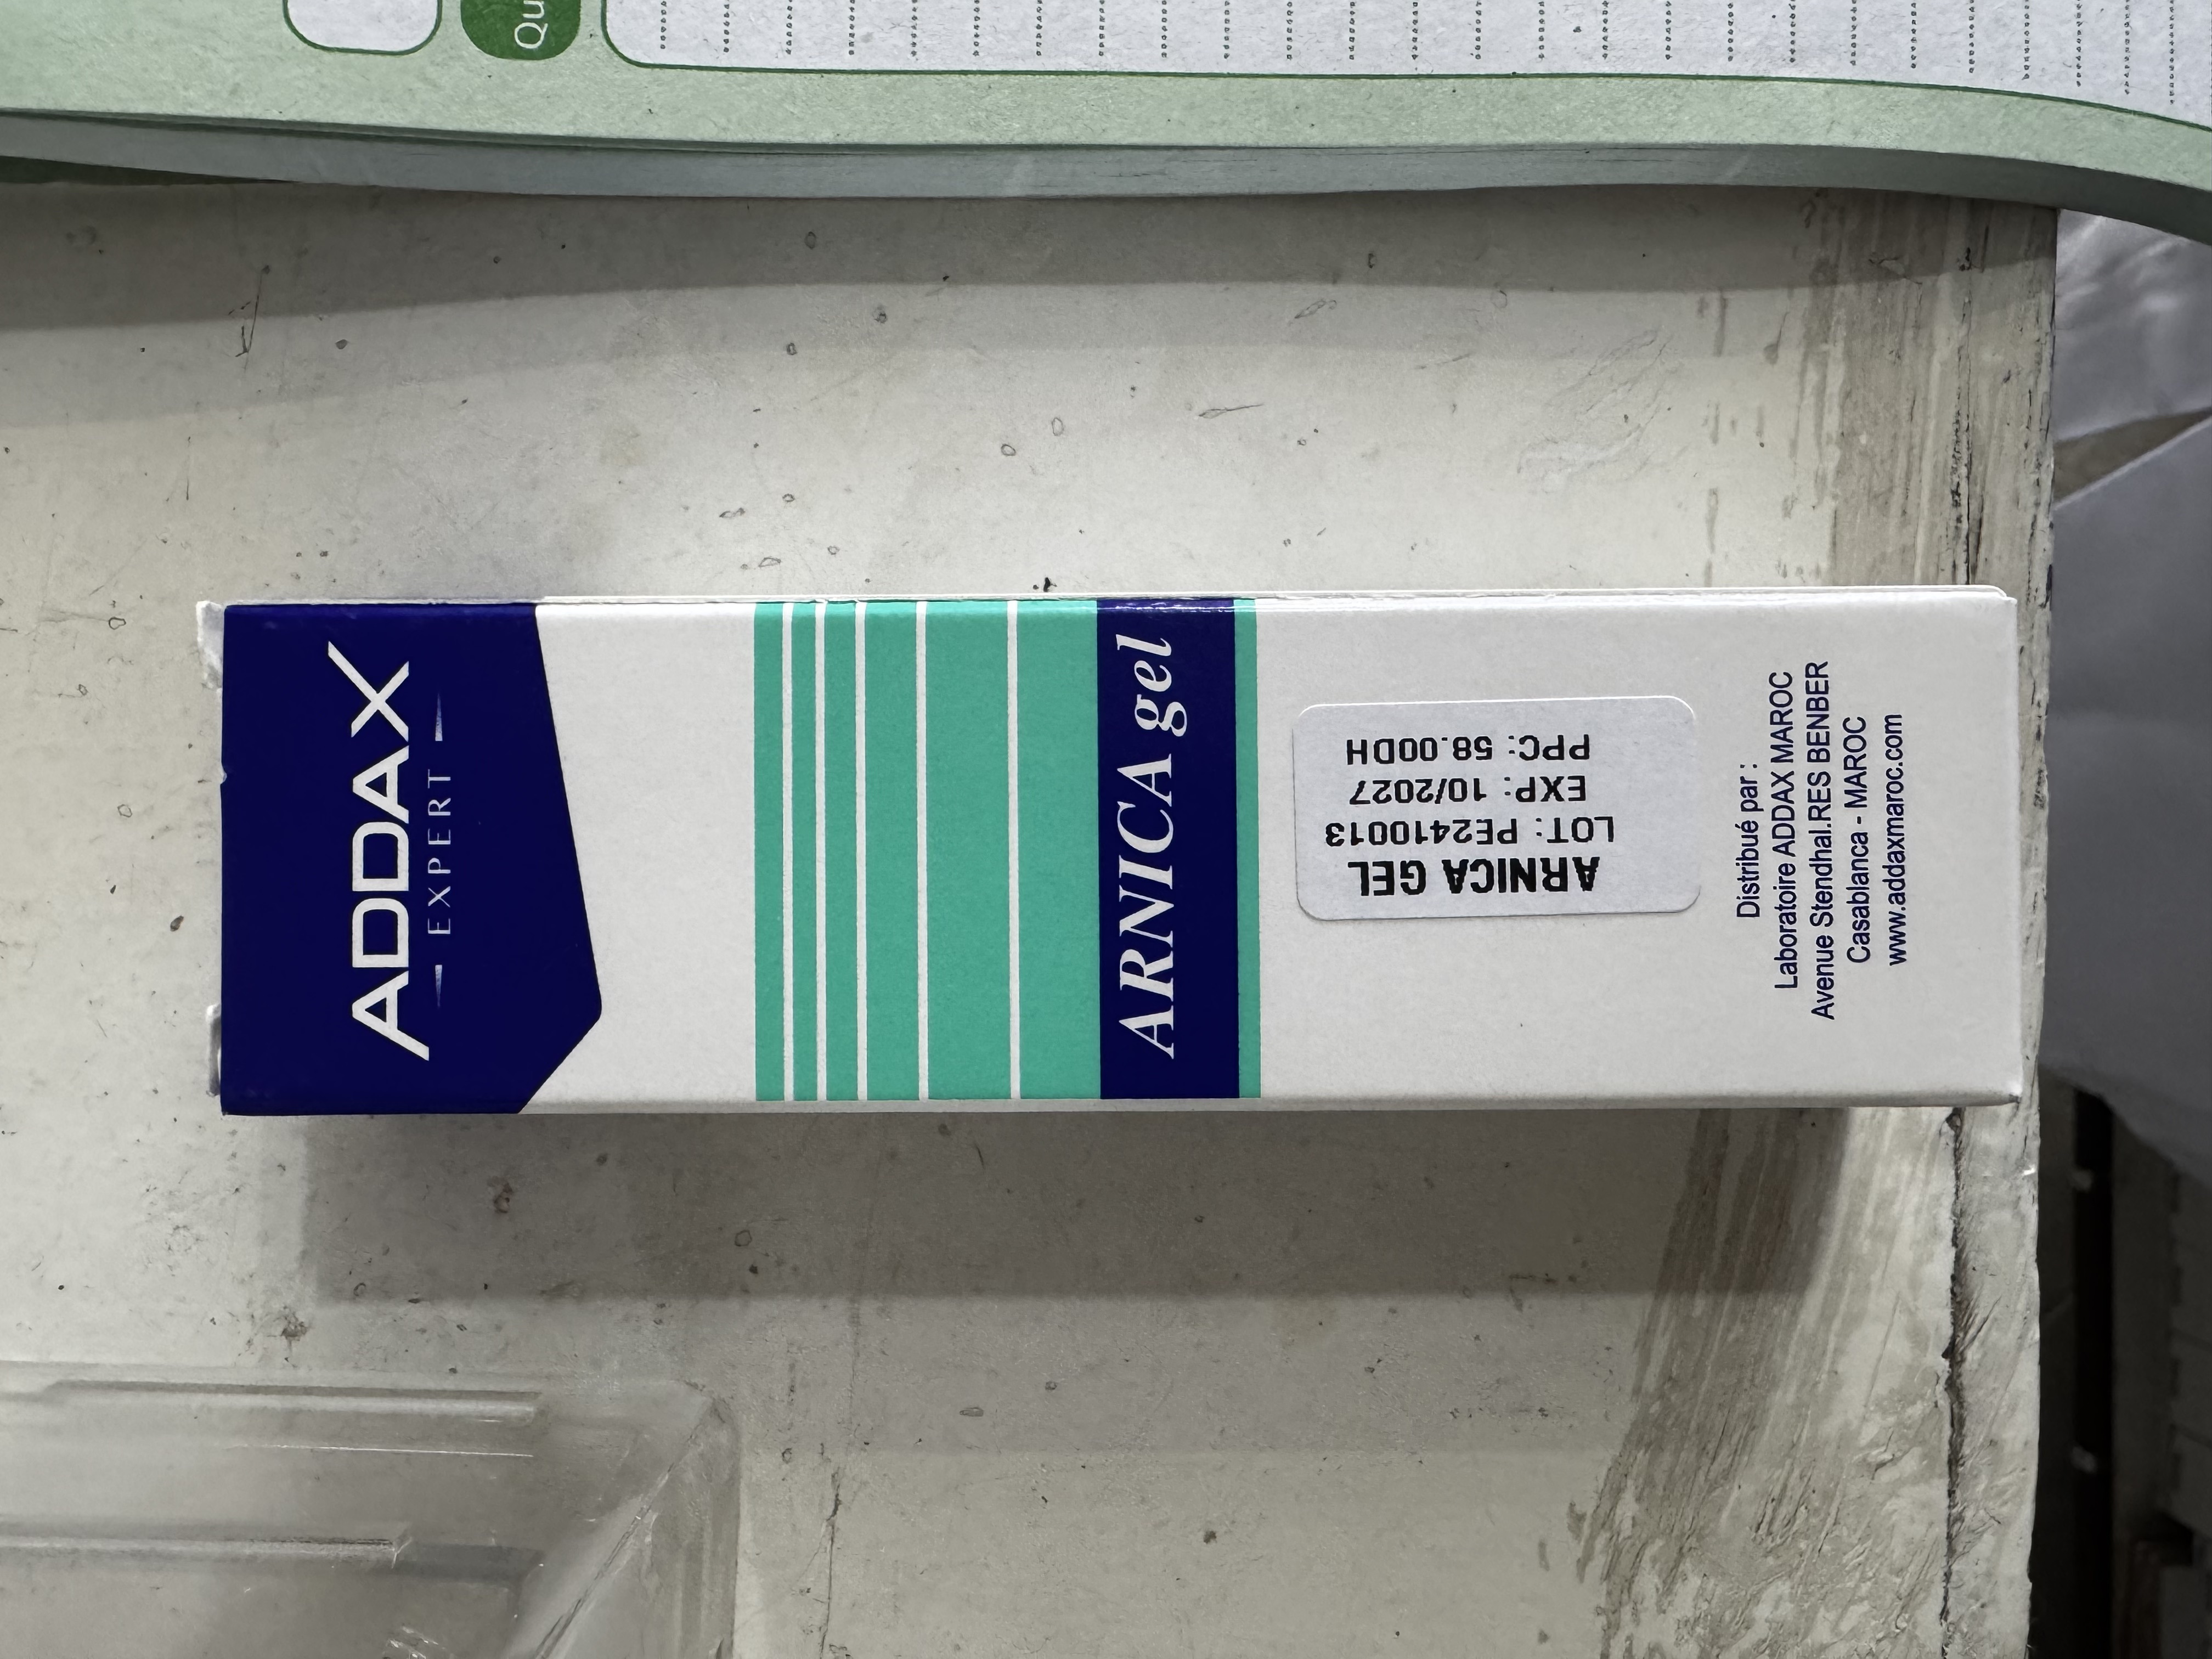 ADDAX
EXPERT
ARNICA gel
ARNICA GEL
LOT: PE2410013
EXP: 10/2027
PPC: 58.00DH
Distribué par :
Laboratoire ADDAX MAROC
Avenue Stendhal.RES BENBER
Casablanca - MAROC
www.addaxmaroc.com